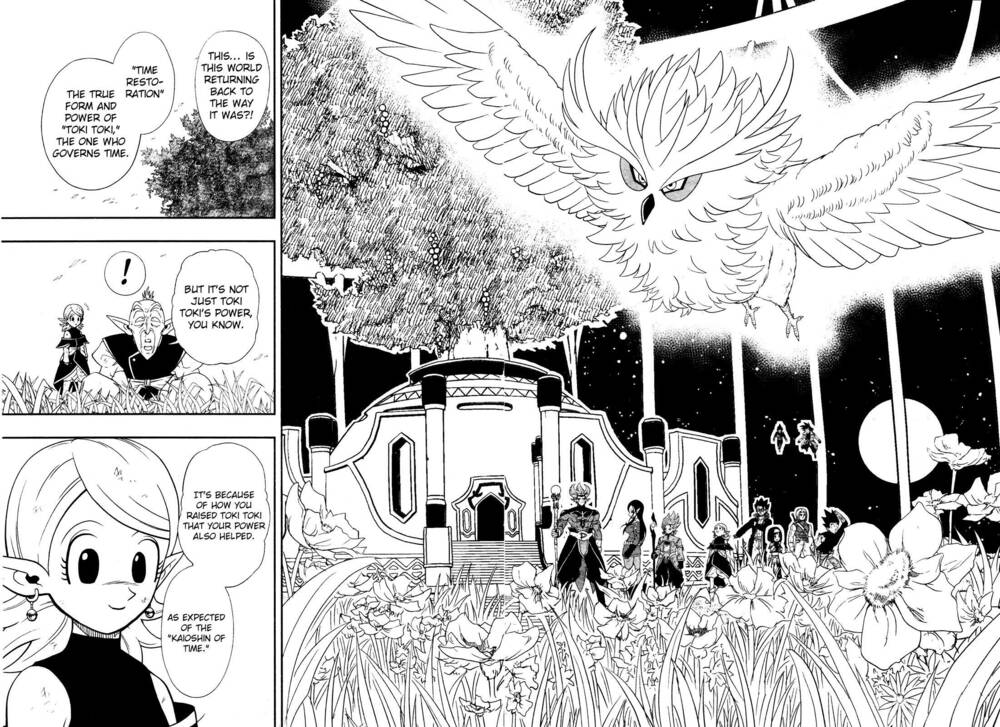 THIS... IS
THIS WORLD
RETURNING
BACK TO
THE WAY
IT WAS?!
"TIME
RESTO-
RATION"
THE TRUE
FORM AND
POWER OF
"TOKI TOKI,"
THE ONE WHO
GOVERNS TIME.
!
BUT IT'S NOT
JUST TOKI
TOKI'S POWER,
YOU KNOW.
IT'S BECAUSE
OF HOW YOU
RAISED TOKI TOKI
THAT YOUR POWER
ALSO HELPED.
AS EXPECTED
OF THE
"KAIOSHIN OF
TIME."